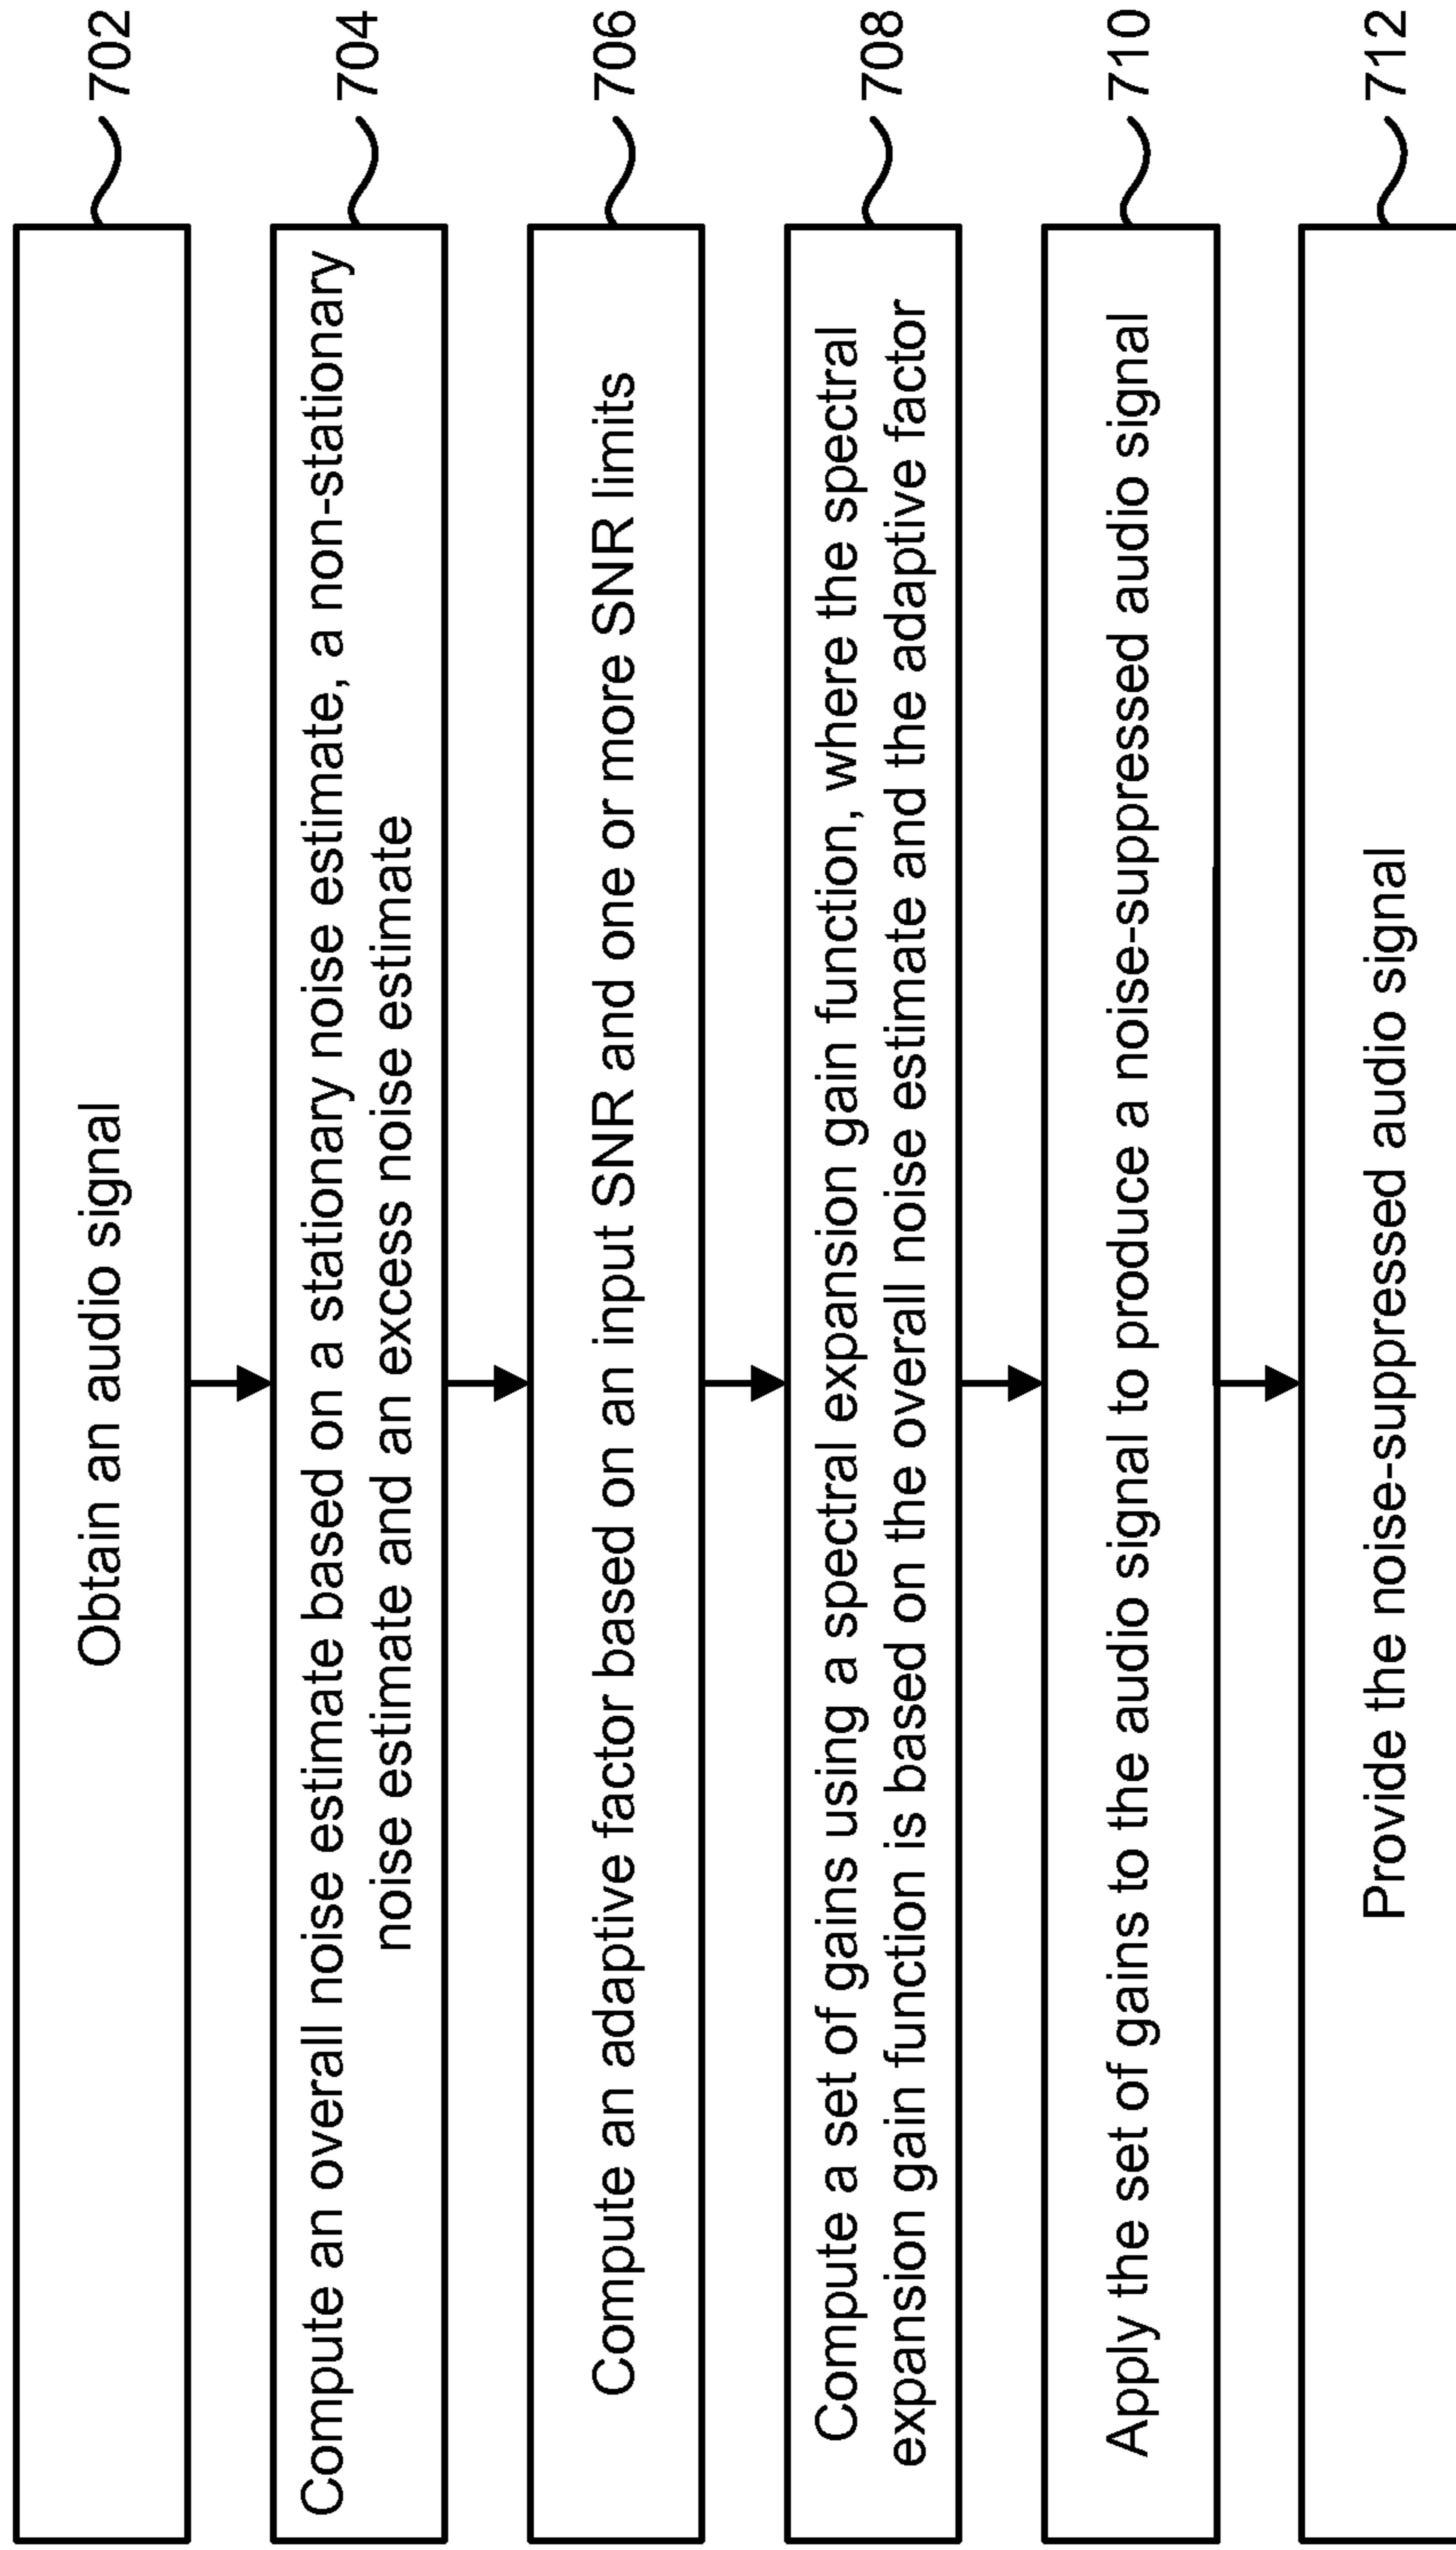 Obtain an audio signal
702
Compute an overall noise estimate based on a stationary noise estimate, a non-stationary
noise estimate and an excess noise estimate
704
Compute an adaptive factor based on an input SNR and one or more SNR limits
706
Compute a set of gains using a spectral expansion gain function, where the spectral
expansion gain function is based on the overall noise estimate and the adaptive factor
708
Apply the set of gains to the audio signal to produce a noise-suppressed audio signal
710
Provide the noise-suppressed audio signal
712